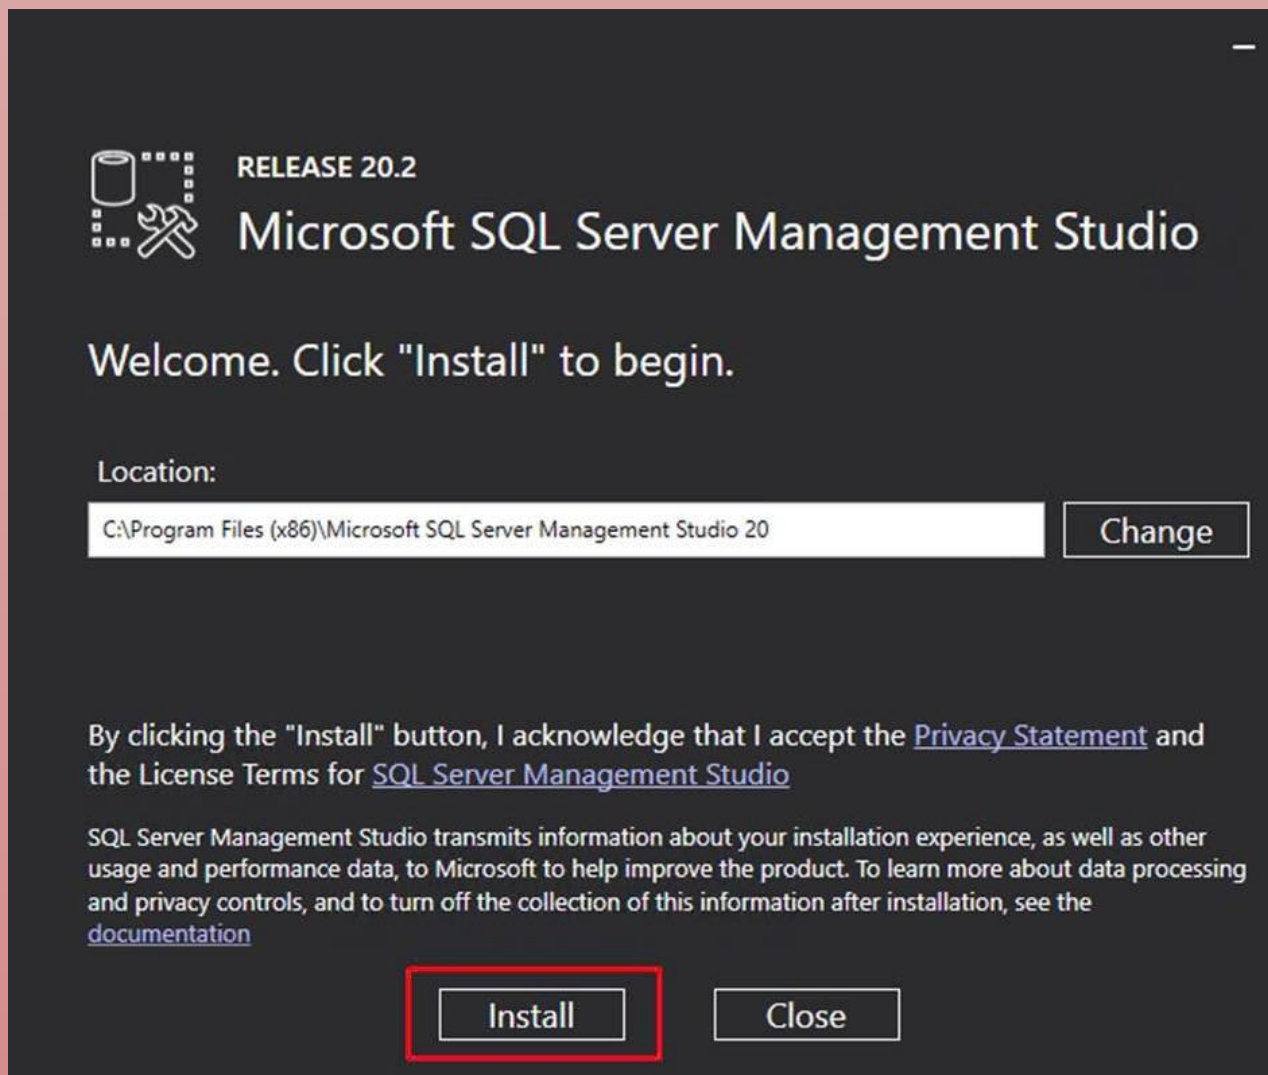 RELEASE 20.2
Microsoft SQL Server Management Studio
Welcome. Click "Install" to begin.
Location:
C:\Program Files (x86)\Microsoft SQL Server Management Studio 20
Change
By clicking the "Install" button, I acknowledge that I accept the Privacy Statement and
the License Terms for SQL Server Management Studio
SQL Server Management Studio transmits information about your installation experience, as well as other
usage and performance data, to Microsoft to help improve the product. To learn more about data processing
and privacy controls, and to turn off the collection of this information after installation, see the
documentation
Install
Close